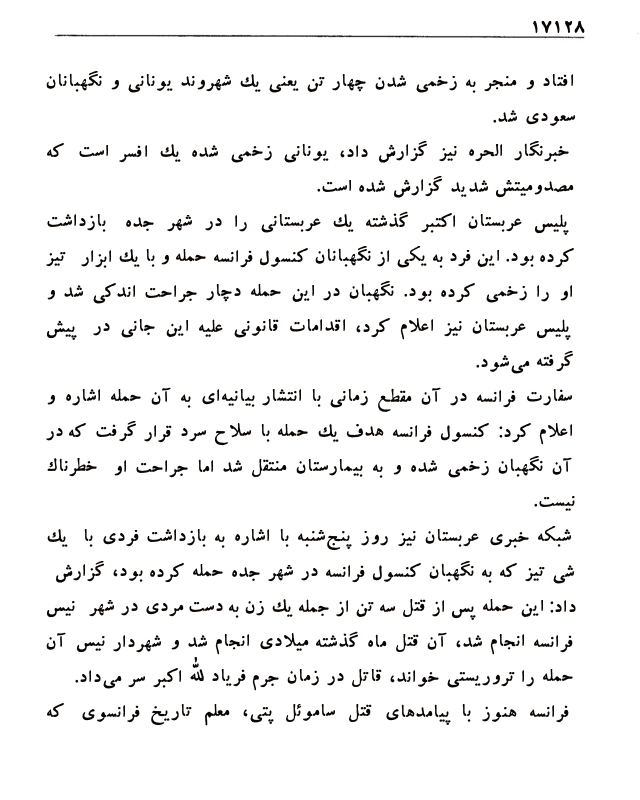 ۱۷۱۲۸
افتاد و منجر به زخمی شدن چهار تن یعنی یك شهروند یونانی و نگهبانان
سعودی شد.
خبرنگار الحره نیز گزارش داد، یونانی زخمی شده یك افسر است که
مصدومیتش شدید گزارش شده است.
پلیس عربستان اکتبر گذشته یك عربستانی را در شهر جده بازداشت
کرده بود. این فرد به یکی از نگهبانان کنسول فرانسه حمله و با یك ابزار تیز
او را زخمی کرده بود. نگهبان در این حمله دچار جراحت اندکی شد و
پلیس عربستان نیز اعلام کرد، اقدامات قانونی علیه این جانی در پیش
گرفته می‌شود.
سفارت فرانسه در آن مقطع زمانی با انتشار بیانیه‌ای به آن حمله اشاره و
اعلام کرد: کنسول فرانسه هدف یك حمله با سلاح سرد قرار گرفت که در
آن نگهبان زخمی شده و به بیمارستان منتقل شد اما جراحت او خطرناك
نیست.
شبکه خبری عربستان نیز روز پنج‌شنبه با اشاره به بازداشت فردی با یك
شی تیز که به نگهبان کنسول فرانسه در شهر جده حمله کرده بود، گزارش
داد: این حمله پس از قتل سه تن از جمله یك زن به دست مردی در شهر نیس
فرانسه انجام شد، آن قتل ماه گذشته میلادی انجام شد و شهردار نیس آن
حمله را تروریستی خواند، قاتل در زمان جرم فریاد لله اکبر سر می‌داد.
فرانسه هنوز با پیامدهای قتل ساموئل پتی، معلم تاریخ فرانسوی که